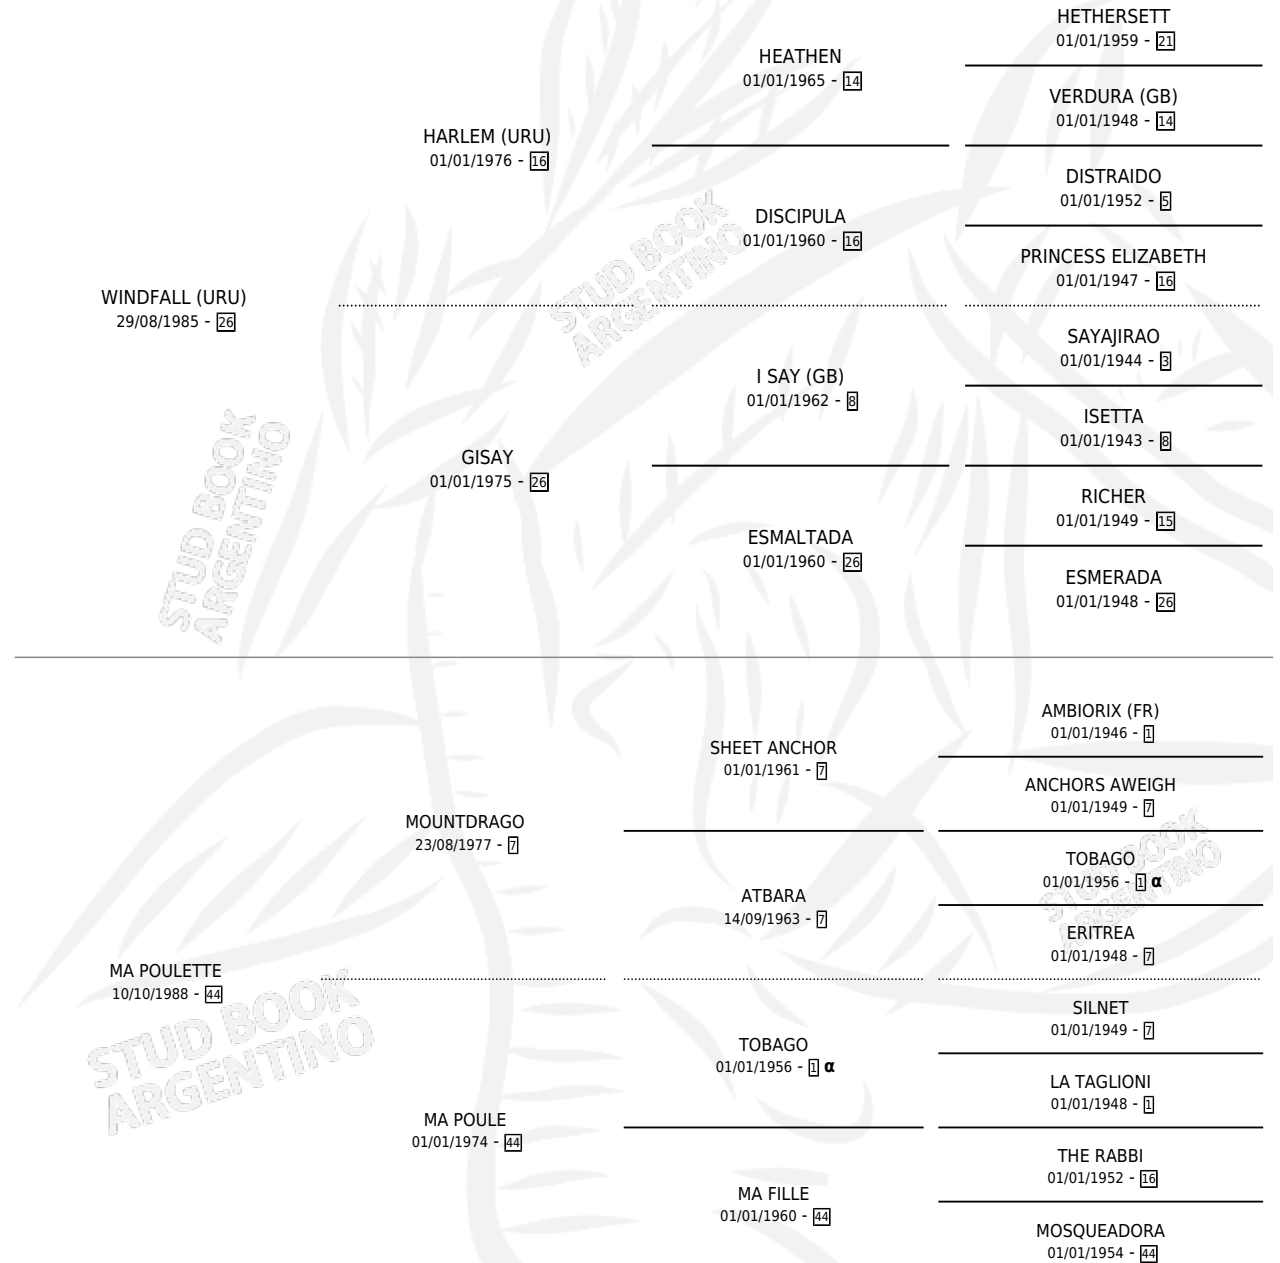 HETHERSETT
01/01/1959 - 21
HEATHEN
01/01/1965 - 14
VERDURA (GB)
01/01/1948 - 14
HARLEM (URU)
01/01/1976 - 16
DISTRAIDO
01/01/1952 - 5
DISCIPULA
01/01/1960 - 16
PRINCESS ELIZABETH
01/01/1947 - 16
STUD BOOK
ARGENTINO
WINDFALL (URU)
29/08/1985 - 26
SAYAJIRAO
01/01/1944 - 3
I SAY (GB)
01/01/1962 - 8
ISETTA
01/01/1943 - 8
GISAY
01/01/1975 - 26
RICHER
01/01/1949 - 15
ESMALTADA
01/01/1960 - 26
ESMERADA
01/01/1948 - 26
STUD BOOK
ARGENTINO
AMBIORIX (FR)
01/01/1946 - 1
SHEET ANCHOR
01/01/1961 - 7
ANCHORS AWEIGH
01/01/1949 - 7
MOUNTDRAGO
23/08/1977 - 7
TOBAGO
01/01/1956 - 1 α
ATBARA
14/09/1963 - 7
ERITREA
01/01/1948 - 7
STUD BOOK
ARGENTINO
MA POULETTE
10/10/1988 - 44
SILNET
01/01/1949 - 7
TOBAGO
01/01/1956 - 1 α
LA TAGLIONI
01/01/1948 - 1
MA POULE
01/01/1974 - 44
THE RABBI
01/01/1952 - 16
MA FILLE
01/01/1960 - 44
MOSQUEADORA
01/01/1954 - 44
STUD BOOK
ARGENTINO